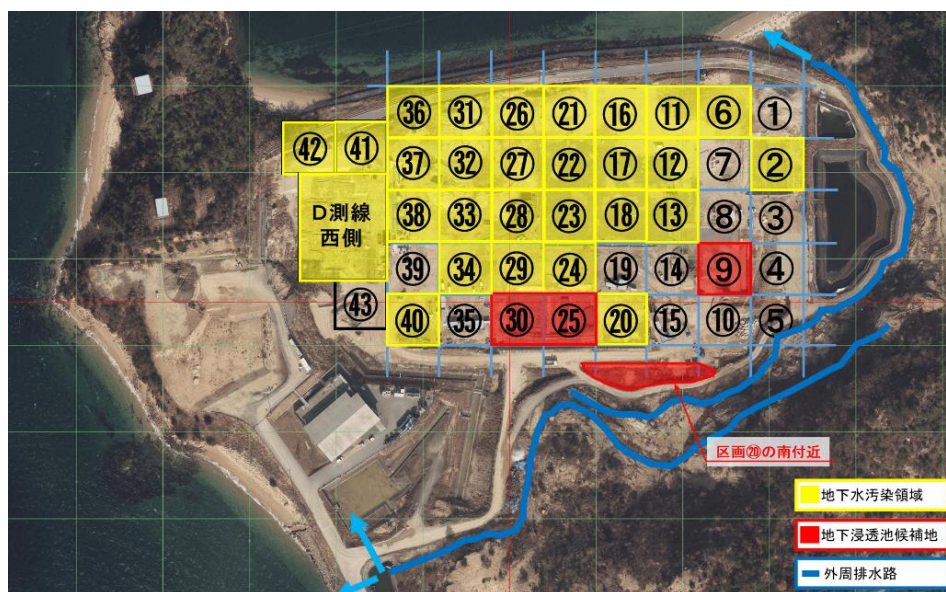 ㊱ ㉛ ㉖ ㉑ ⑯ ⑪ ⑥ ①
㊷ ㊶ ㊲ ㉜ ㉗ ㉒ ⑰ ⑫ ⑦ ②
D測線
西側
㊳ ㉝ ㉘ ㉓ ⑱ ⑬ ⑧ ③
㊴ ㉞ ㉙ ㉔ ⑲ ⑭ ⑨ ④
㊸ ㊵ ㉟ ㉚ ㉕ ⑳ ⑮ ⑩ ⑤
区画⑳の南付近
地下水汚染領域
地下浸透池候補地
外周排水路